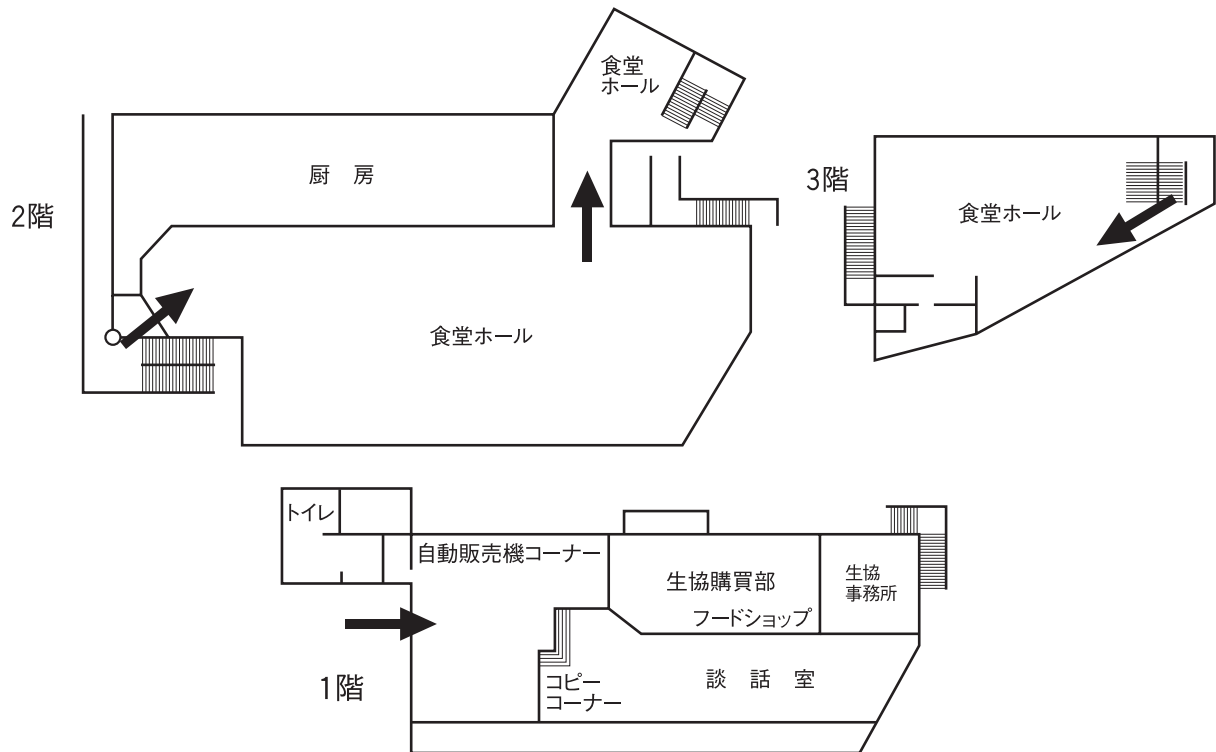 食堂
ホール
厨 房
2階
食堂ホール
3階
食堂ホール
トイレ
自動販売機コーナー
生協購買部
フードショップ
生協
事務所
1階
コピー
コーナー
談 話 室